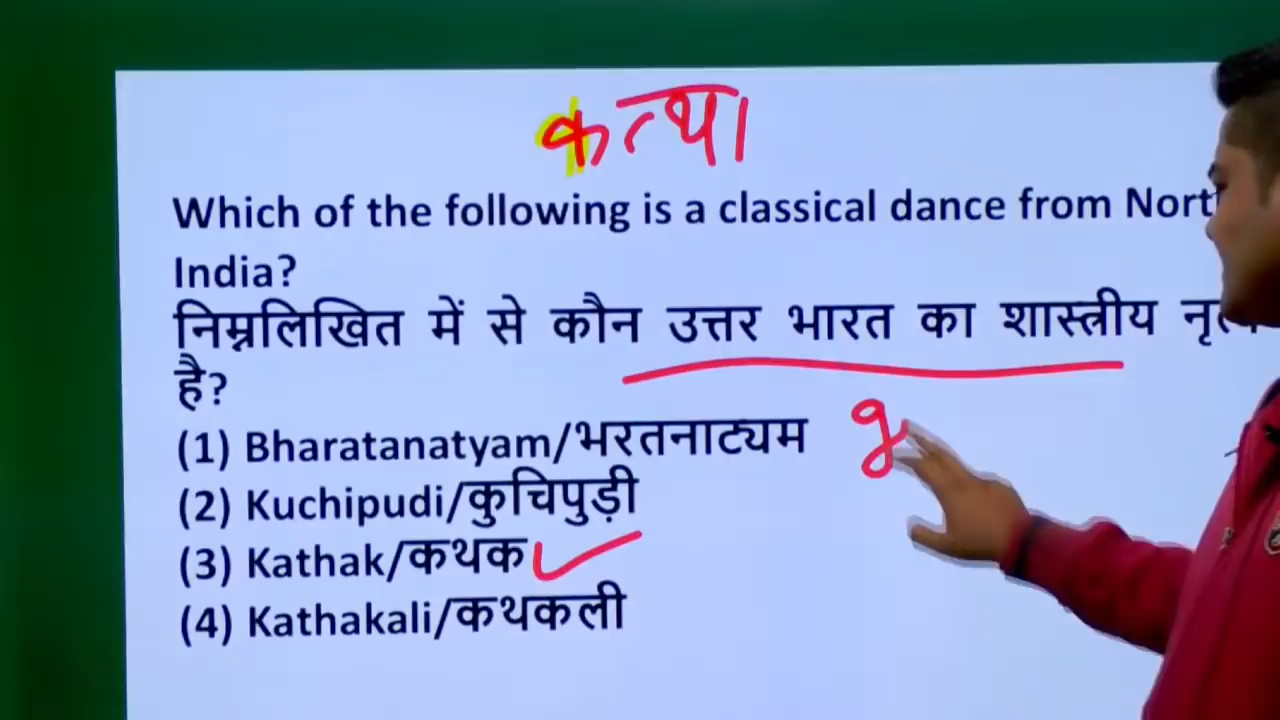 कत्था
Which of the following is a classical dance from Nort
India?
निम्नलिखित में से कौन उत्तर भारत का शास्त्रीय नृत्य
है?
(1) Bharatanatyam/भरतनाट्यम
(2) Kuchipudi/कुचिपुड़ी
(3) Kathak/कथक
(4) Kathakali/कथकली